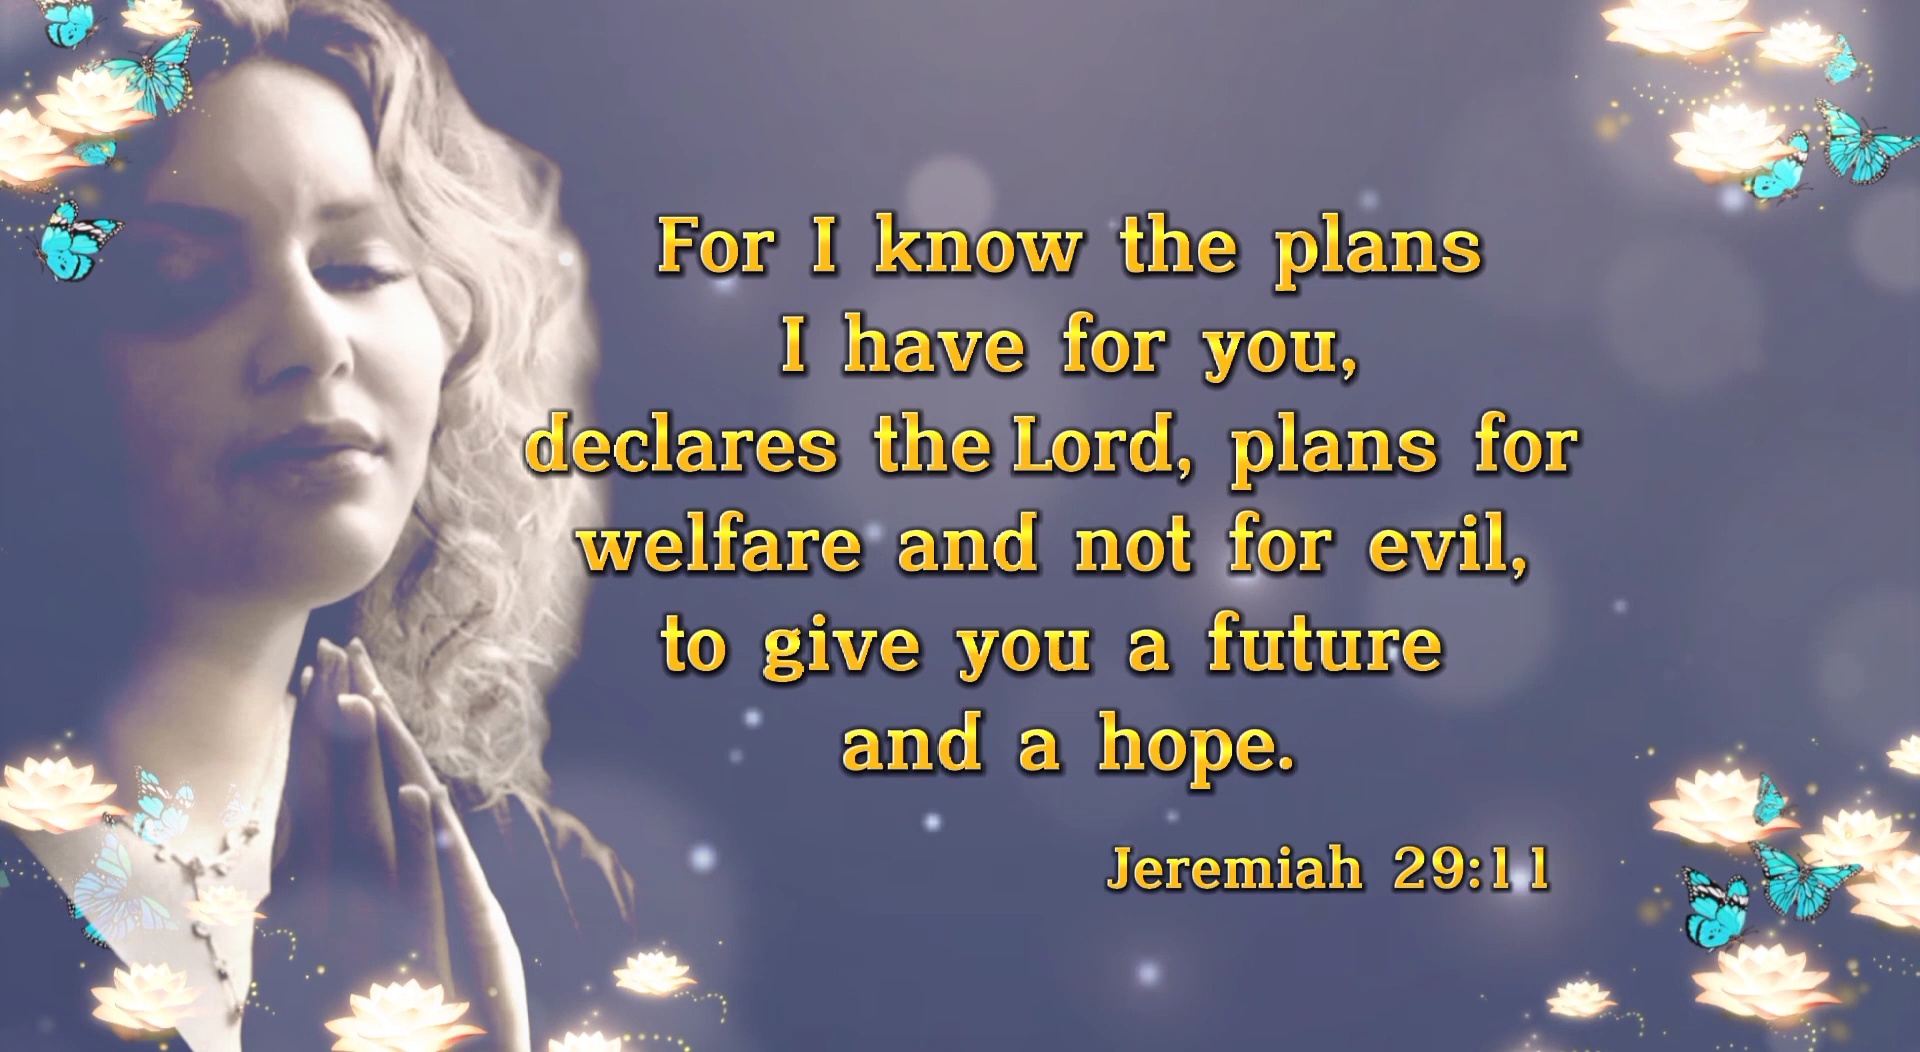 For I know the plans
I have for you,
declares the Lord, plans for
welfare and not for evil,
to give you a future
and a hope.
Jeremiah 29:11